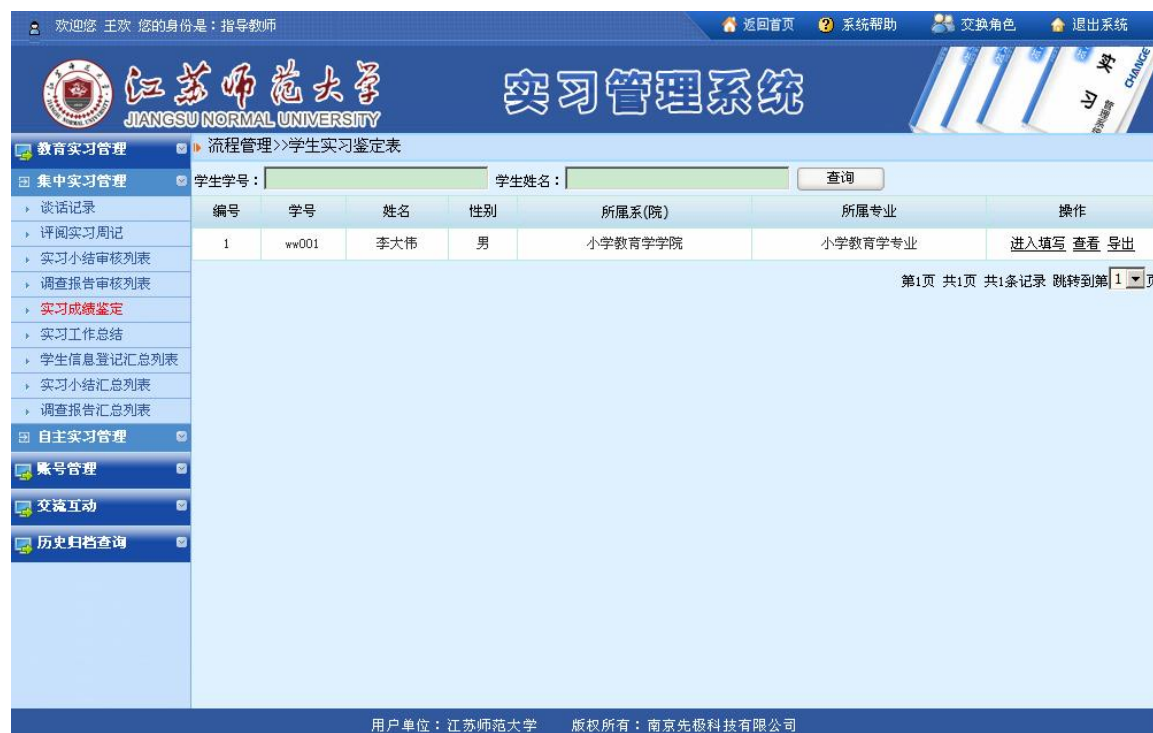 欢迎您 王欢 您的身份是：指导教师 返回首页 系统帮助 交换角色 退出系统
江苏师范大学
JIANGSU NORMAL UNIVERSITY
实习管理系统
实习
管理系统
CHANGE
教育实习管理
流程管理>>学生实习鉴定表
集中实习管理
学生学号： 学生姓名： 查询
谈话记录
评阅实习周记
实习小结审核列表
调查报告审核列表
实习成绩鉴定
实习工作总结
学生信息登记汇总列表
实习小结汇总列表
调查报告汇总列表
自主实习管理
账号管理
交流互动
历史归档查询
编号 学号 姓名 性别 所属系(院) 所属专业 操作
1 ww001 李大伟 男 小学教育学学院 小学教育学专业 进入填写 查看 导出
第1页 共1页 共1条记录 跳转到第 1 页
用户单位：江苏师范大学 版权所有：南京先极科技有限公司